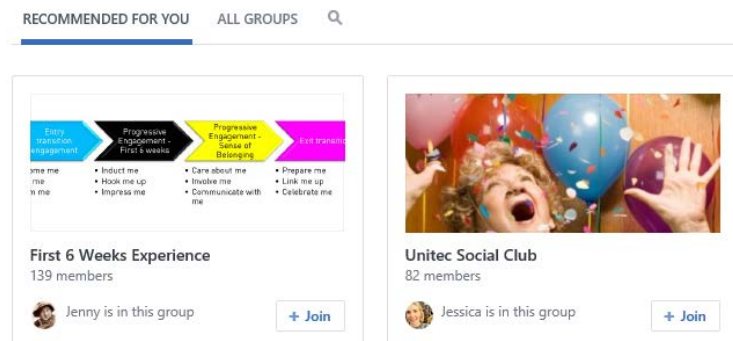 RECOMMENDED FOR YOU
ALL GROUPS
Entry
transition
engagement
Progressive
Engagement -
First 6 weeks
Progressive
Engagement -
Sense of
Belonging
Exit
me
me
me
• Induct me
• Hook me up
• Impress me
• Care about me
• Involve me
• Communicate with
me
• Prepare me
• Link me up
• Celebrate me
First 6 Weeks Experience
139 members
Jenny is in this group
+ Join
Unitec Social Club
82 members
Jessica is in this group
+ Join